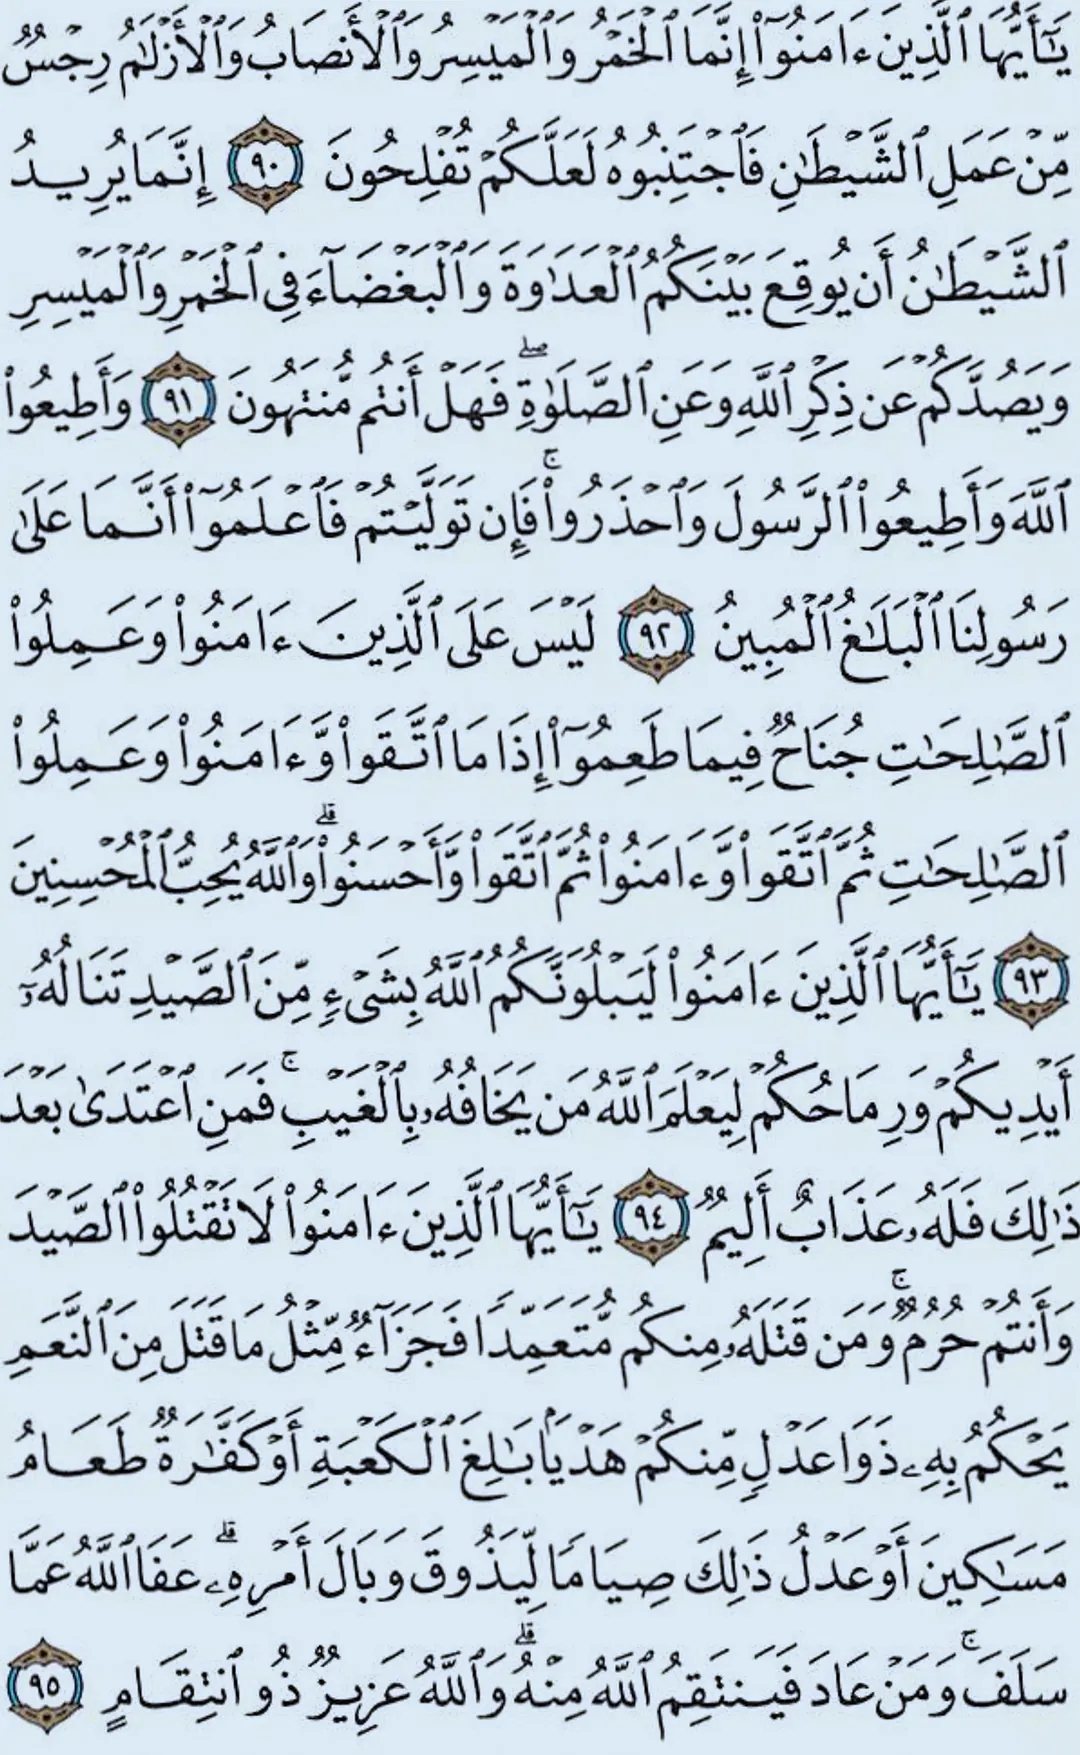 يَٰٓأَيُّهَا ٱلَّذِينَ ءَامَنُوٓا۟ إِنَّمَا ٱلْخَمْرُ وَٱلْمَيْسِرُ وَٱلْأَنصَابُ وَٱلْأَزْلَٰمُ رِجْسٌ
مِّنْ عَمَلِ ٱلشَّيْطَٰنِ فَٱجْتَنِبُوهُ لَعَلَّكُمْ تُفْلِحُونَ ٩٠ إِنَّمَا يُرِيدُ
ٱلشَّيْطَٰنُ أَن يُوقِعَ بَيْنَكُمُ ٱلْعَدَٰوَةَ وَٱلْبَغْضَآءَ فِى ٱلْخَمْرِ وَٱلْمَيْسِرِ
وَيَصُدَّكُمْ عَن ذِكْرِ ٱللَّهِ وَعَنِ ٱلصَّلَوٰةِ ۖ فَهَلْ أَنتُم مُّنتَهُونَ ٩١ وَأَطِيعُوا۟
ٱللَّهَ وَأَطِيعُوا۟ ٱلرَّسُولَ وَٱحْذَرُوا۟ ۚ فَإِن تَوَلَّيْتُمْ فَٱعْلَمُوٓا۟ أَنَّمَا عَلَىٰ
رَسُولِنَا ٱلْبَلَٰغُ ٱلْمُبِينُ ٩٢ لَيْسَ عَلَى ٱلَّذِينَ ءَامَنُوا۟ وَعَمِلُوا۟
ٱلصَّٰلِحَٰتِ جُنَاحٌ فِيمَا طَعِمُوٓا۟ إِذَا مَا ٱتَّقَوا۟ وَّءَامَنُوا۟ وَعَمِلُوا۟
ٱلصَّٰلِحَٰتِ ثُمَّ ٱتَّقَوا۟ وَّءَامَنُوا۟ ثُمَّ ٱتَّقَوا۟ وَّأَحْسَنُوا۟ ۗ وَٱللَّهُ يُحِبُّ ٱلْمُحْسِنِينَ
٩٣ يَٰٓأَيُّهَا ٱلَّذِينَ ءَامَنُوا۟ لَيَبْلُوَنَّكُمُ ٱللَّهُ بِشَىْءٍ مِّنَ ٱلصَّيْدِ تَنَالُهُۥٓ
أَيْدِيكُمْ وَرِمَاحُكُمْ لِيَعْلَمَ ٱللَّهُ مَن يَخَافُهُۥ بِٱلْغَيْبِ ۚ فَمَنِ ٱعْتَدَىٰ بَعْدَ
ذَٰلِكَ فَلَهُۥ عَذَابٌ أَلِيمٌ ٩٤ يَٰٓأَيُّهَا ٱلَّذِينَ ءَامَنُوا۟ لَا تَقْتُلُوا۟ ٱلصَّيْدَ
وَأَنتُمْ حُرُمٌ ۚ وَمَن قَتَلَهُۥ مِنكُم مُّتَعَمِّدًا فَجَزَآءٌ مِّثْلُ مَا قَتَلَ مِنَ ٱلنَّعَمِ
يَحْكُمُ بِهِۦ ذَوَا عَدْلٍ مِّنكُمْ هَدْيًۢا بَٰلِغَ ٱلْكَعْبَةِ أَوْ كَفَّٰرَةٌ طَعَامُ
مَسَٰكِينَ أَوْ عَدْلُ ذَٰلِكَ صِيَامًا لِّيَذُوقَ وَبَالَ أَمْرِهِۦ ۗ عَفَا ٱللَّهُ عَمَّا
سَلَفَ ۚ وَمَنْ عَادَ فَيَنتَقِمُ ٱللَّهُ مِنْهُ ۗ وَٱللَّهُ عَزِيزٌ ذُو ٱنتِقَامٍ ٩٥